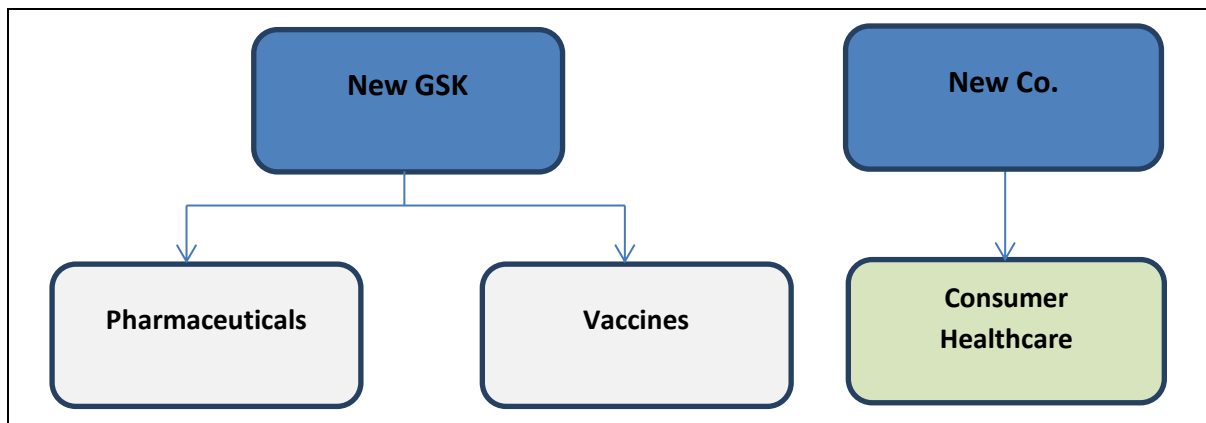 New GSK
New Co.
Pharmaceuticals
Vaccines
Consumer
Healthcare